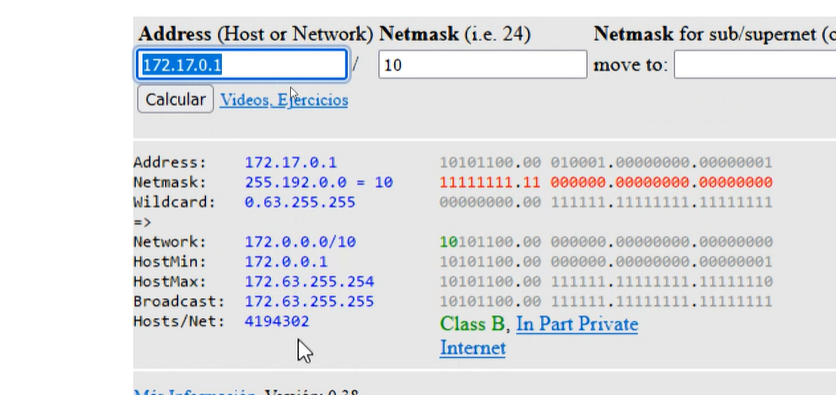 Address (Host or Network) Netmask (i.e. 24) Netmask for sub/supernet (o
172.17.0.1 / 10 move to:
Calcular Videos, Ejercicios
Address: 172.17.0.1 10101100.00 010001.00000000.00000001
Netmask: 255.192.0.0 = 10 11111111.11 000000.00000000.00000000
Wildcard: 0.63.255.255 00000000.00 111111.11111111.11111111
=>
Network: 172.0.0.0/10 10101100.00 000000.00000000.00000000
HostMin: 172.0.0.1 10101100.00 000000.00000000.00000001
HostMax: 172.63.255.254 10101100.00 111111.11111111.11111110
Broadcast: 172.63.255.255 10101100.00 111111.11111111.11111111
Hosts/Net: 4194302 Class B, In Part Private
Internet
Más Información Versión: 0.38